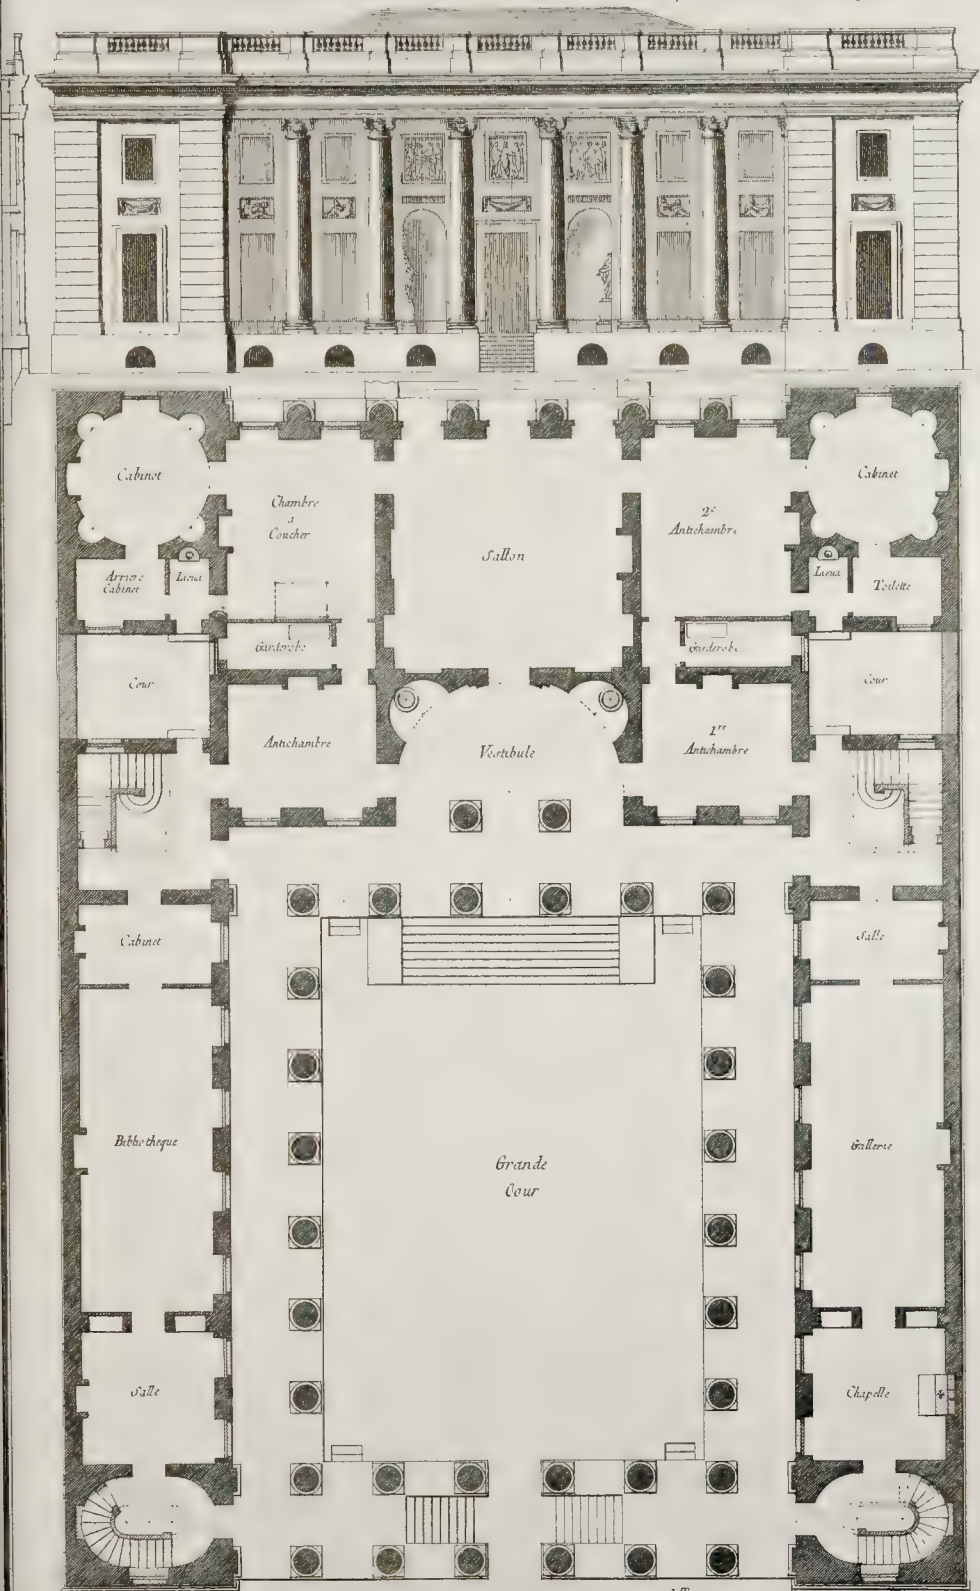 Cabinet
Chambre
a
Coucher
Sallon
2e
Antichambre
Cabinet
Arriere
Cabinet
Lieux
Lieux
Toilette
Garderobe
Garderobe
Cour
Cour
Antichambre
Vestibule
1re
Antichambre
Cabinet
Salle
Bibliotheque
Grande
Cour
Gallerie
Salle
Chapelle